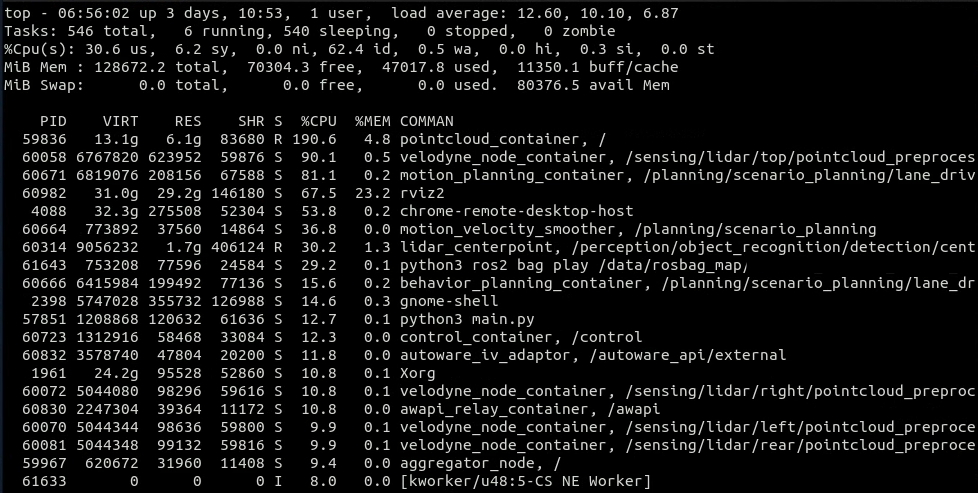 top - 06:56:02 up 3 days, 10:53,  1 user,  load average: 12.60, 10.10, 6.87
Tasks: 546 total,   6 running, 540 sleeping,   0 stopped,   0 zombie
%Cpu(s): 30.6 us,  6.2 sy,  0.0 ni, 62.4 id,  0.5 wa,  0.0 hi,  0.3 si,  0.0 st
MiB Mem : 128672.2 total,  70304.3 free,  47017.8 used,  11350.1 buff/cache
MiB Swap:      0.0 total,      0.0 free,      0.0 used.  80376.5 avail Mem
PID    VIRT    RES    SHR S  %CPU  %MEM COMMAN
59836   13.1g   6.1g  83680 R 190.6   4.8 pointcloud_container, /
60058 6767820 623952  59876 S  90.1   0.5 velodyne_node_container, /sensing/lidar/top/pointcloud_preproces
60671 6819076 208156  67588 S  81.1   0.2 motion_planning_container, /planning/scenario_planning/lane_driv
60982   31.0g  29.2g 146180 S  67.5  23.2 rviz2
4088   32.3g 275508  52304 S  53.8   0.2 chrome-remote-desktop-host
60664  773892  37560  14864 S  36.8   0.0 motion_velocity_smoother, /planning/scenario_planning
60314 9056232   1.7g 406124 R  30.2   1.3 lidar_centerpoint, /perception/object_recognition/detection/cent
61643  753208  77596  24584 S  29.2   0.1 python3 ros2 bag play /data/rosbag_map/
60666 6415984 199492  77136 S  15.6   0.2 behavior_planning_container, /planning/scenario_planning/lane_dr
2398 5747028 355732 126988 S  14.6   0.3 gnome-shell
57851 1208868 120632  61636 S  12.7   0.1 python3 main.py
60723 1312916  58468  33084 S  12.3   0.0 control_container, /control
60832 3578740  47804  20200 S  11.8   0.0 autoware_iv_adaptor, /autoware_api/external
1961   24.2g  95528  52860 S  10.8   0.1 Xorg
60072 5044080  98296  59616 S  10.8   0.1 velodyne_node_container, /sensing/lidar/right/pointcloud_preproc
60830 2247304  39364  11172 S  10.8   0.0 awapi_relay_container, /awapi
60070 5044344  98636  59800 S   9.9   0.1 velodyne_node_container, /sensing/lidar/left/pointcloud_preproce
60081 5044348  99132  59816 S   9.9   0.1 velodyne_node_container, /sensing/lidar/rear/pointcloud_preproce
59967  620672  31960  11408 S   9.4   0.0 aggregator_node, /
61633       0      0      0 I   8.0   0.0 [kworker/u48:5-CS NE Worker]